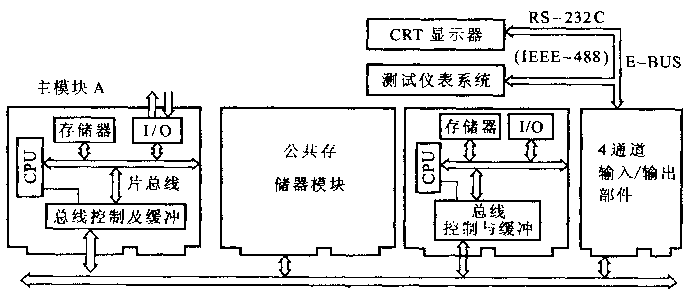 RS-232C
CRT 显示器
(IEEE-488)
E-BUS
测试仪表系统
主模块 A
存储器
I/O
CPU
片总线
总线控制及缓冲
公共存
储器模块
存储器
I/O
CPU
总线
控制与缓冲
4 通道
输入/输出
部件